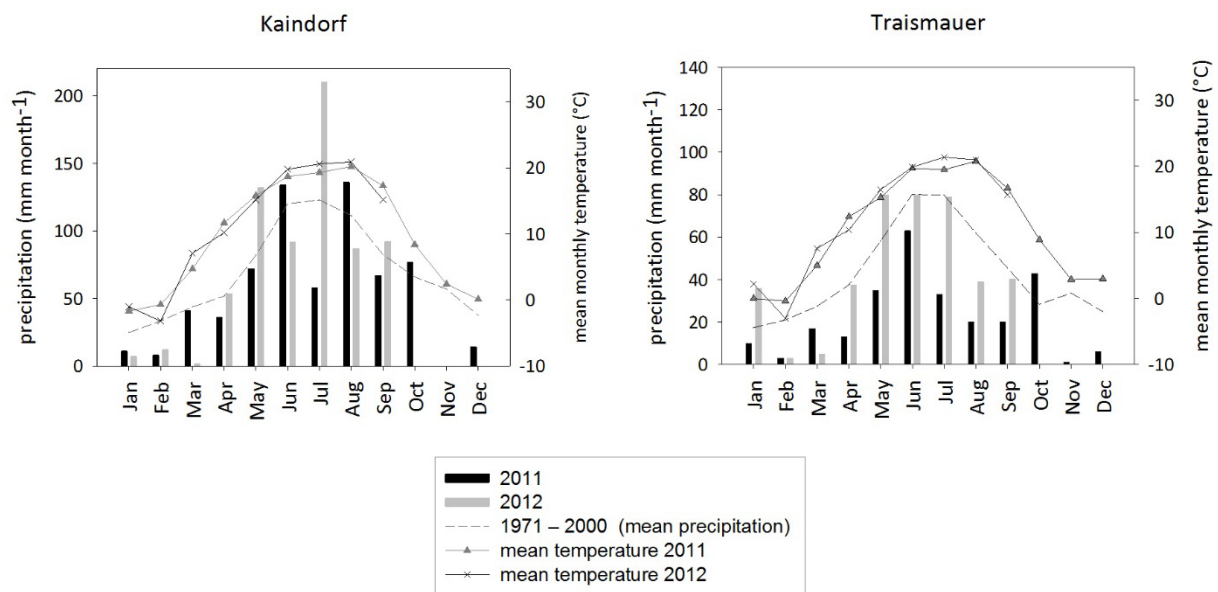 Kaindorf
precipitation (mm month-1)
200
150
100
50
0
mean monthly temperature (°C)
30
20
10
0
-10
Jan
Feb
Mar
Apr
May
Jun
Jul
Aug
Sep
Oct
Nov
Dec
Traismauer
precipitation (mm month-1)
140
120
100
80
60
40
20
0
mean monthly temperature (°C)
30
20
10
0
-10
Jan
Feb
Mar
Apr
May
Jun
Jul
Aug
Sep
Oct
Nov
Dec
2011
2012
1971 – 2000 (mean precipitation)
mean temperature 2011
mean temperature 2012